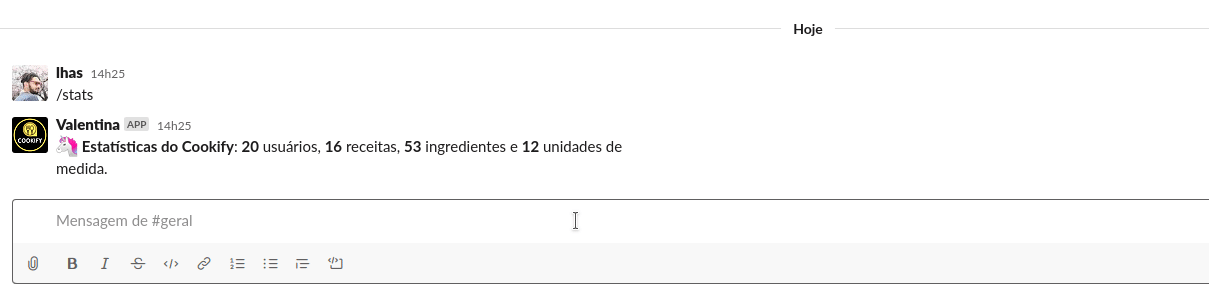 Hoje
lhas 14h25
/stats
Valentina APP 14h25
COOKIFY
Estatísticas do Cookify: 20 usuários, 16 receitas, 53 ingredientes e 12 unidades de
medida.
Mensagem de #geral
B I S </>